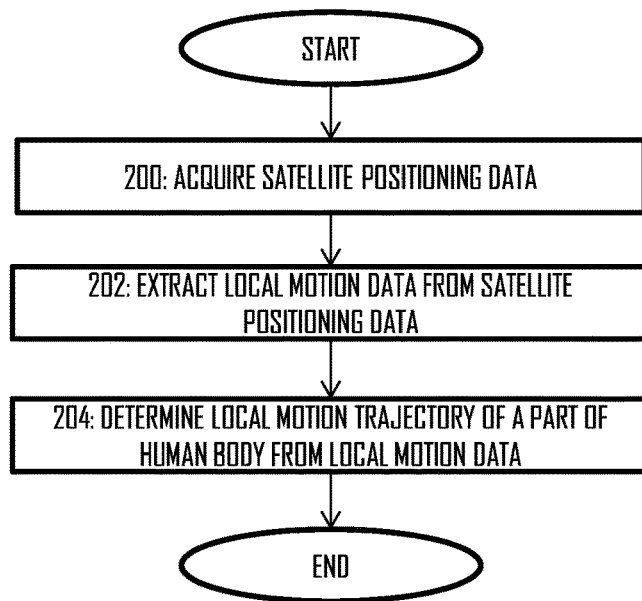 START
200: ACQUIRE SATELLITE POSITIONING DATA
202: EXTRACT LOCAL MOTION DATA FROM SATELLITE
POSITIONING DATA
204: DETERMINE LOCAL MOTION TRAJECTORY OF A PART OF
HUMAN BODY FROM LOCAL MOTION DATA
END